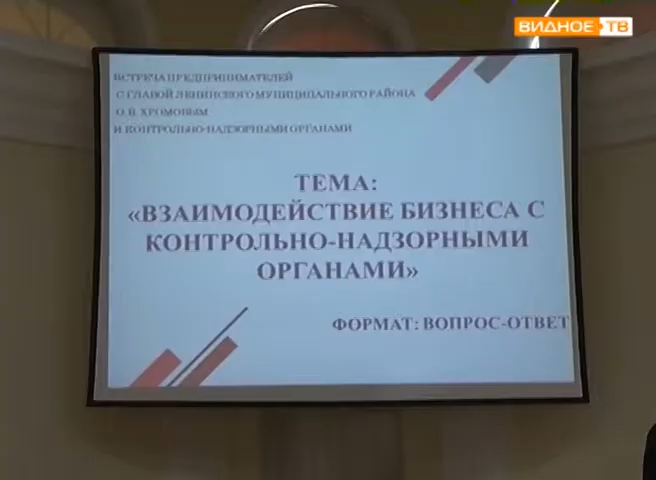 ВИДНОЕ ТВ
ВСТРЕЧА ПРЕДПРИНИМАТЕЛЕЙ
С ГЛАВОЙ ЛЕНИНСКОГО МУНИЦИПАЛЬНОГО РАЙОНА
О.В. ХРОМОВЫМ
И КОНТРОЛЬНО-НАДЗОРНЫМИ ОРГАНАМИ
ТЕМА:
«ВЗАИМОДЕЙСТВИЕ БИЗНЕСА С
КОНТРОЛЬНО-НАДЗОРНЫМИ
ОРГАНАМИ»
ФОРМАТ: ВОПРОС-ОТВЕТ